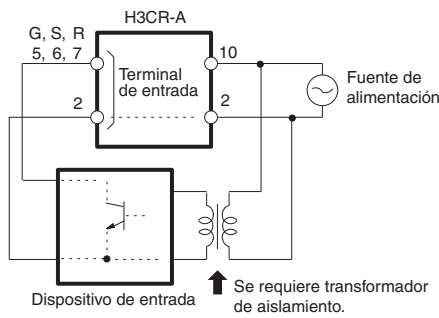 H3CR-A
G, S, R
5, 6, 7
10
Terminal
de entrada
Fuente de
alimentación
2
2
Dispositivo de entrada
Se requiere transformador
de aislamiento.